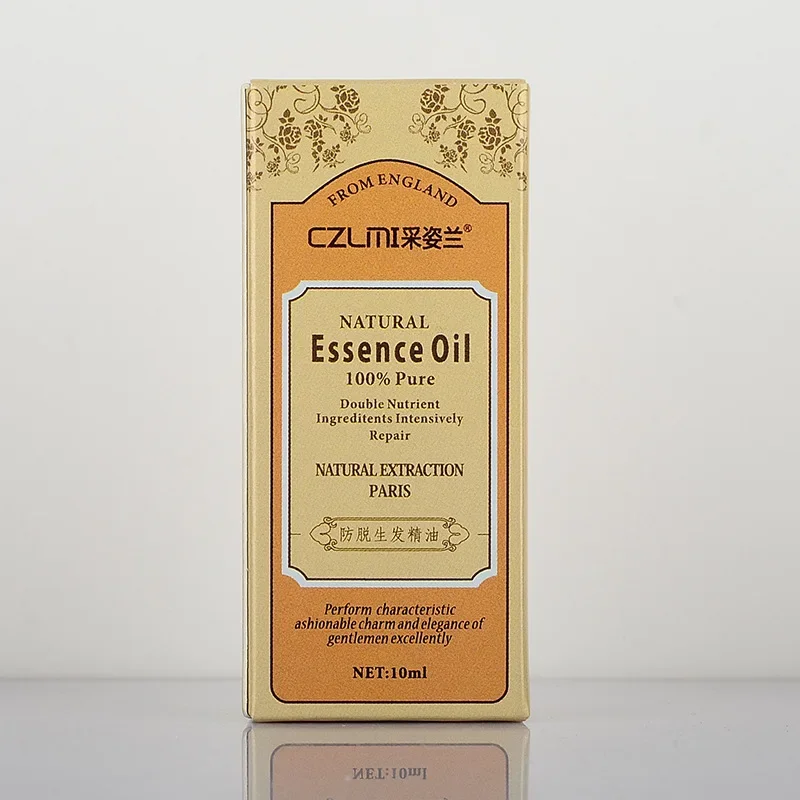 FROM ENGLAND
CZLMI采姿兰®
NATURAL
Essence Oil
100% Pure
Double Nutrient
Ingreditents Intensively
Repair
NATURAL EXTRACTION
PARIS
防脱生发精油
Perform characteristic
ashionable charm and elegance of
gentlemen excellently
NET:10ml